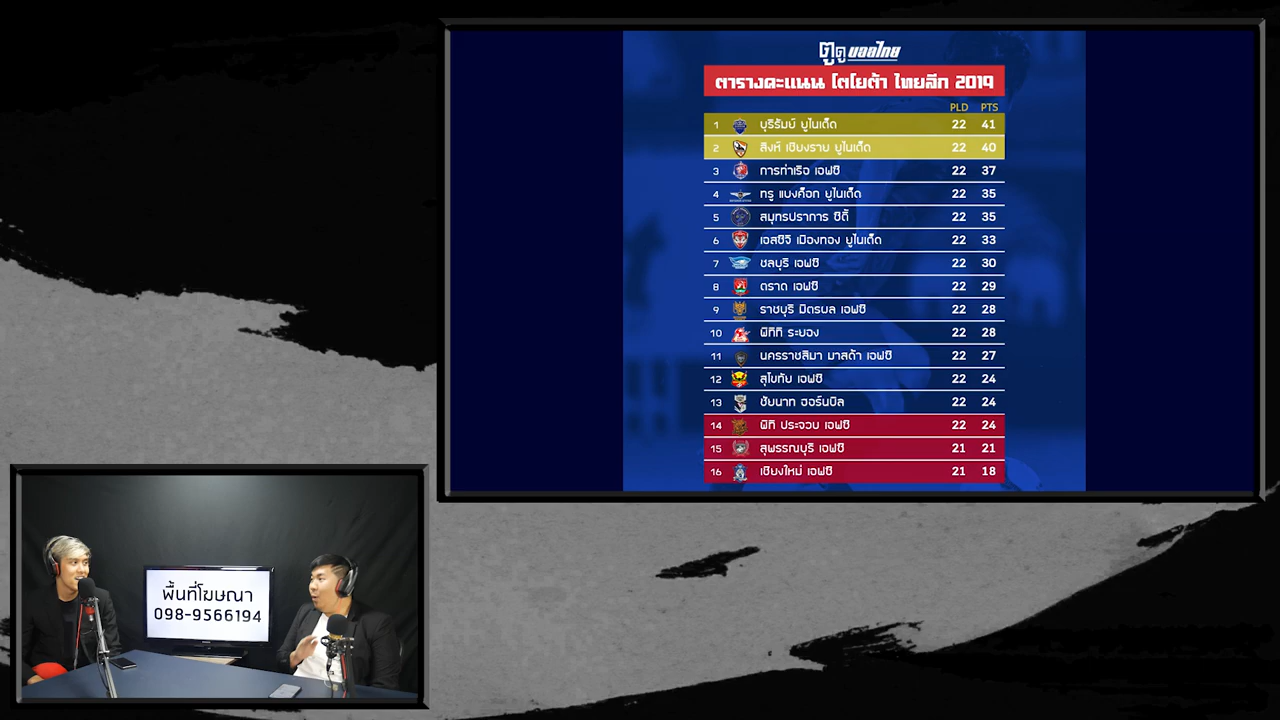 ตูดูบอลไทย
ตารางคะแนน โตโยต้า ไทยลีก 2019
PLD PTS
1 บุรีรัมย์ ยูไนเต็ด 22 41
2 สิงห์ เชียงราย ยูไนเต็ด 22 40
3 การท่าเรือ เอฟซี 22 37
4 ทรู แบงค็อก ยูไนเต็ด 22 35
5 สมุทรปราการ ซิตี้ 22 35
6 เอสซีจี เมืองทอง ยูไนเต็ด 22 33
7 ชลบุรี เอฟซี 22 30
8 ตราด เอฟซี 22 29
9 ราชบุรี มิตรผล เอฟซี 22 28
10 พีทีที ระยอง 22 28
11 นครราชสีมา มาสด้า เอฟซี 22 27
12 สุโขทัย เอฟซี 22 24
13 ชัยนาท ฮอร์นบิล 22 24
14 พีที ประจวบ เอฟซี 22 24
15 สุพรรณบุรี เอฟซี 21 21
16 เชียงใหม่ เอฟซี 21 18
พื้นที่โฆษณา
098-9566194